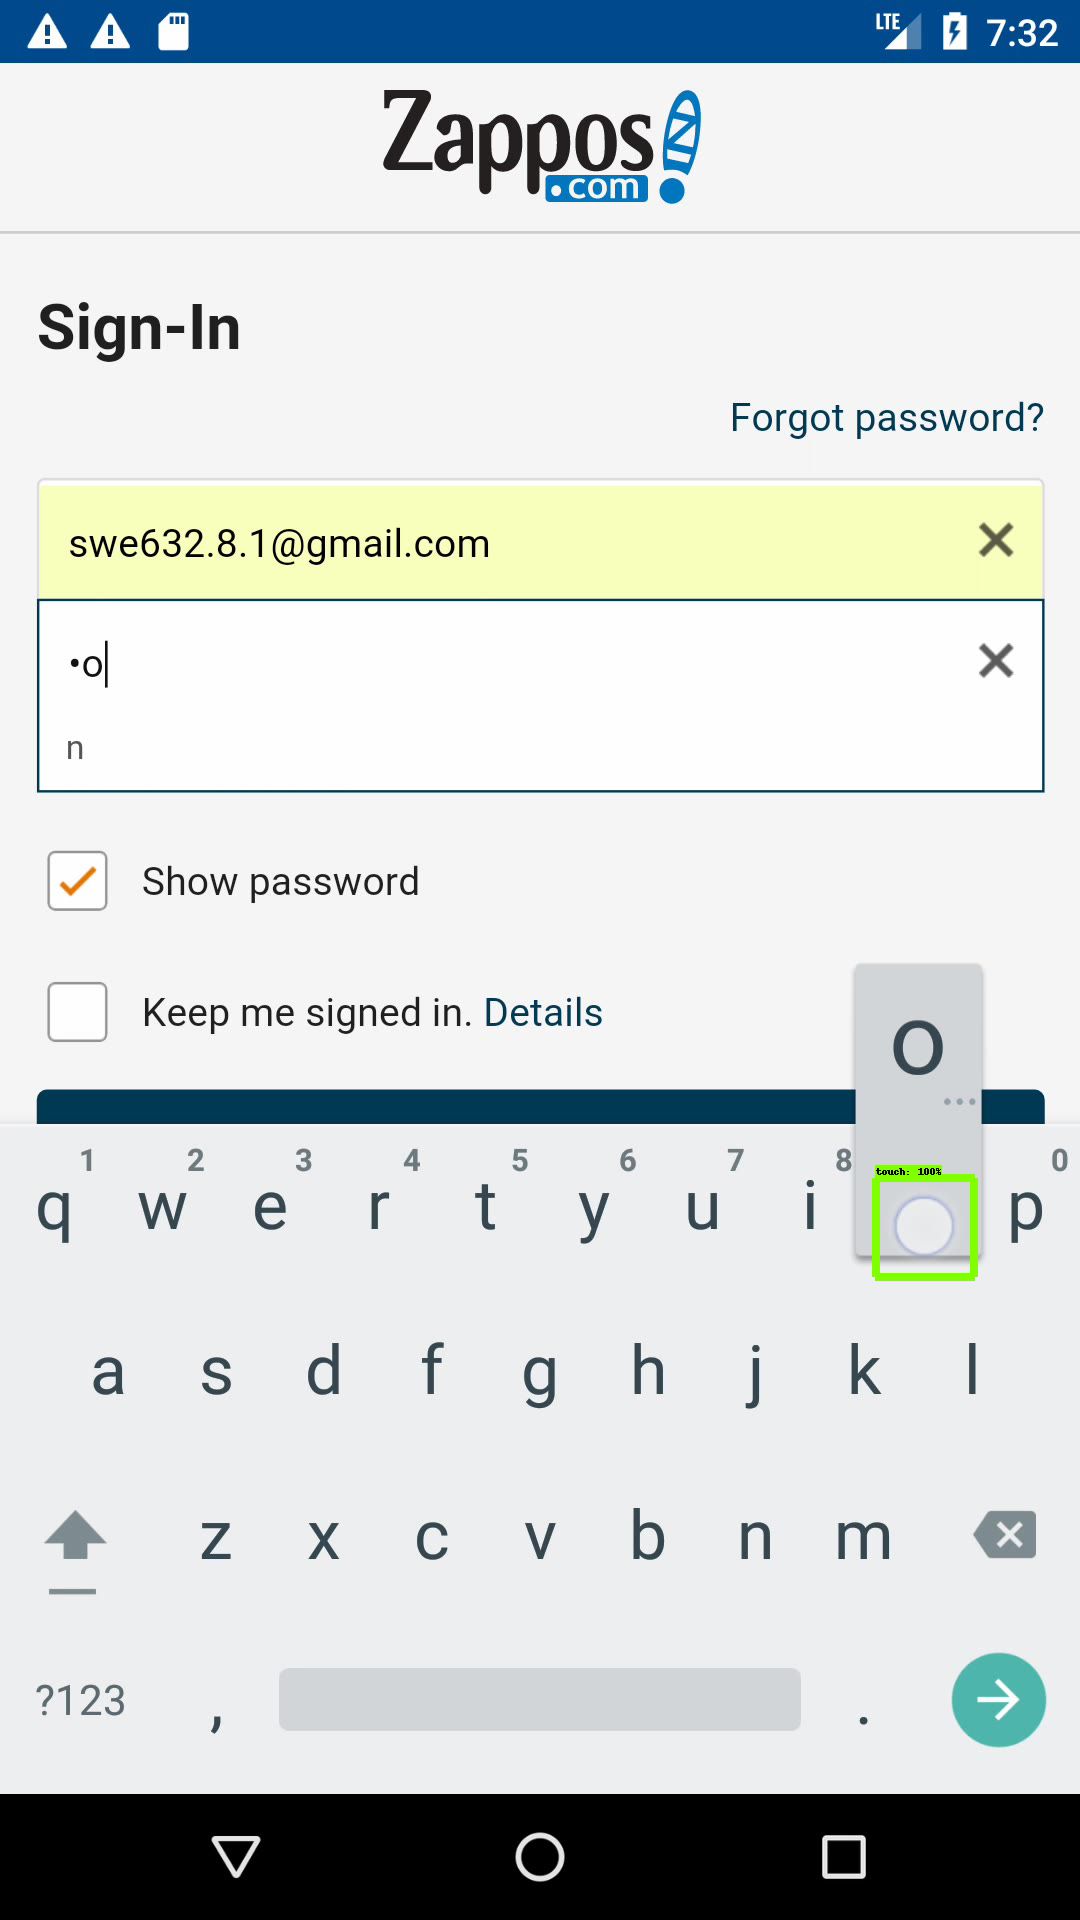 LTE 7:32
Zappos
.com
Sign-In
Forgot password?
swe632.8.1@gmail.com
•o
n
Show password
Keep me signed in. Details
o
...
1 2 3 4 5 6 7 8 0
touch: 100%
q w e r t y u i p
a s d f g h j k l
z x c v b n m
?123 , .